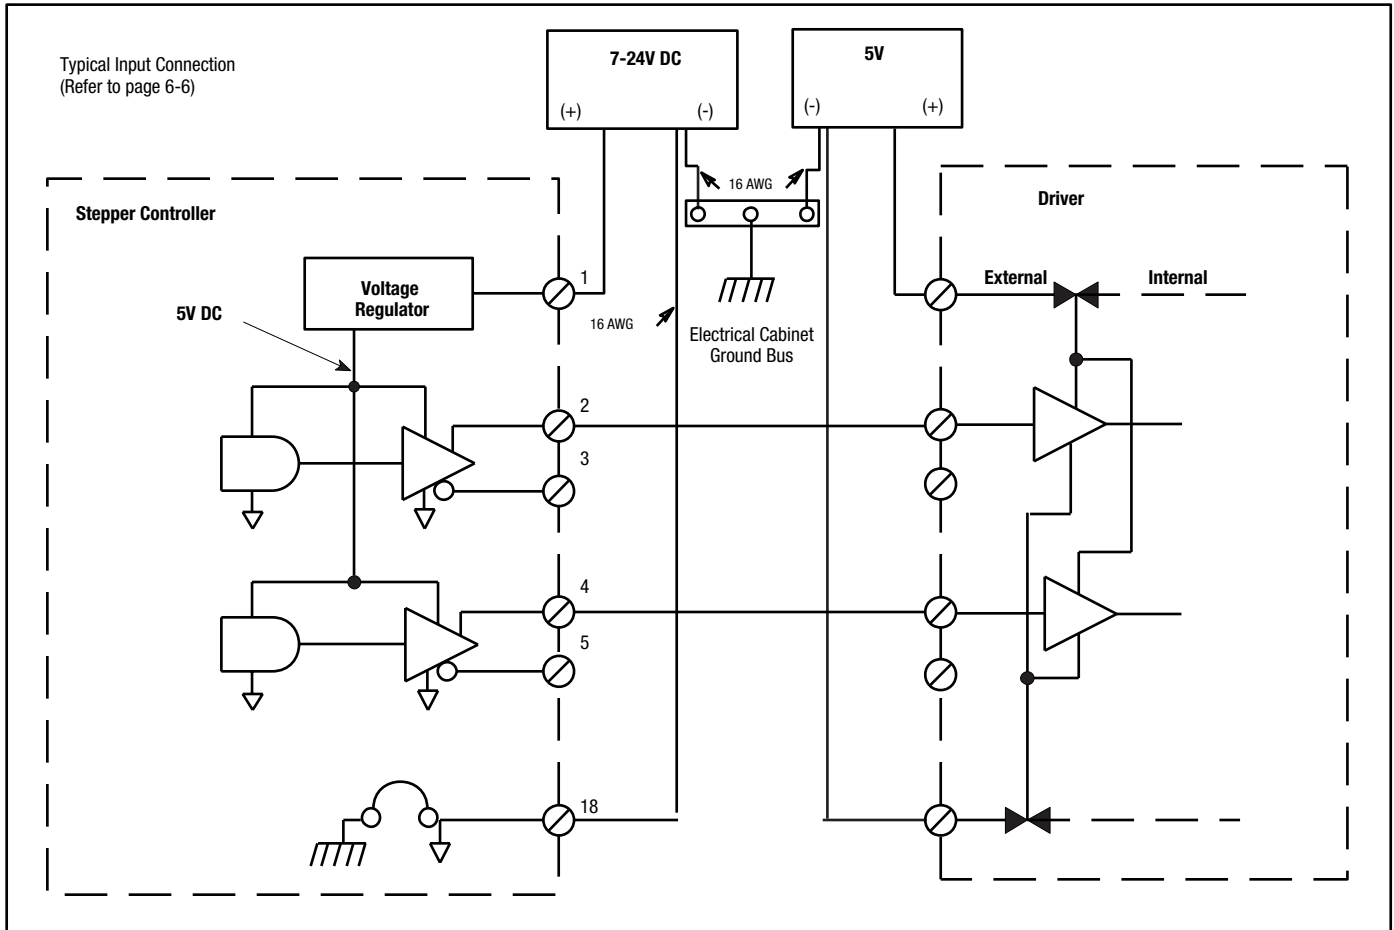 Typical Input Connection
(Refer to page 6-6)
7-24V DC
(+)
(-)
5V
(-)
(+)
16 AWG
Stepper Controller
Driver
Voltage
Regulator
1
External
Internal
5V DC
16 AWG
Electrical Cabinet
Ground Bus
2
3
4
5
18